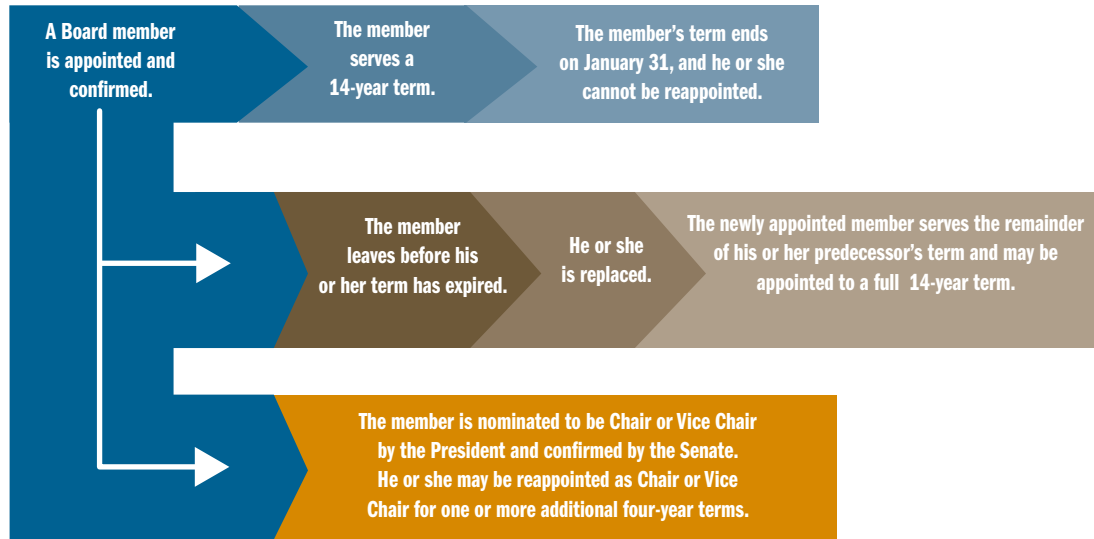 A Board member
is appointed and
confirmed.
The member
serves a
14-year term.
The member’s term ends
on January 31, and he or she
cannot be reappointed.
The member
leaves before his
or her term has expired.
He or she
is replaced.
The newly appointed member serves the remainder
of his or her predecessor’s term and may be
appointed to a full 14-year term.
The member is nominated to be Chair or Vice Chair
by the President and confirmed by the Senate.
He or she may be reappointed as Chair or Vice
Chair for one or more additional four-year terms.